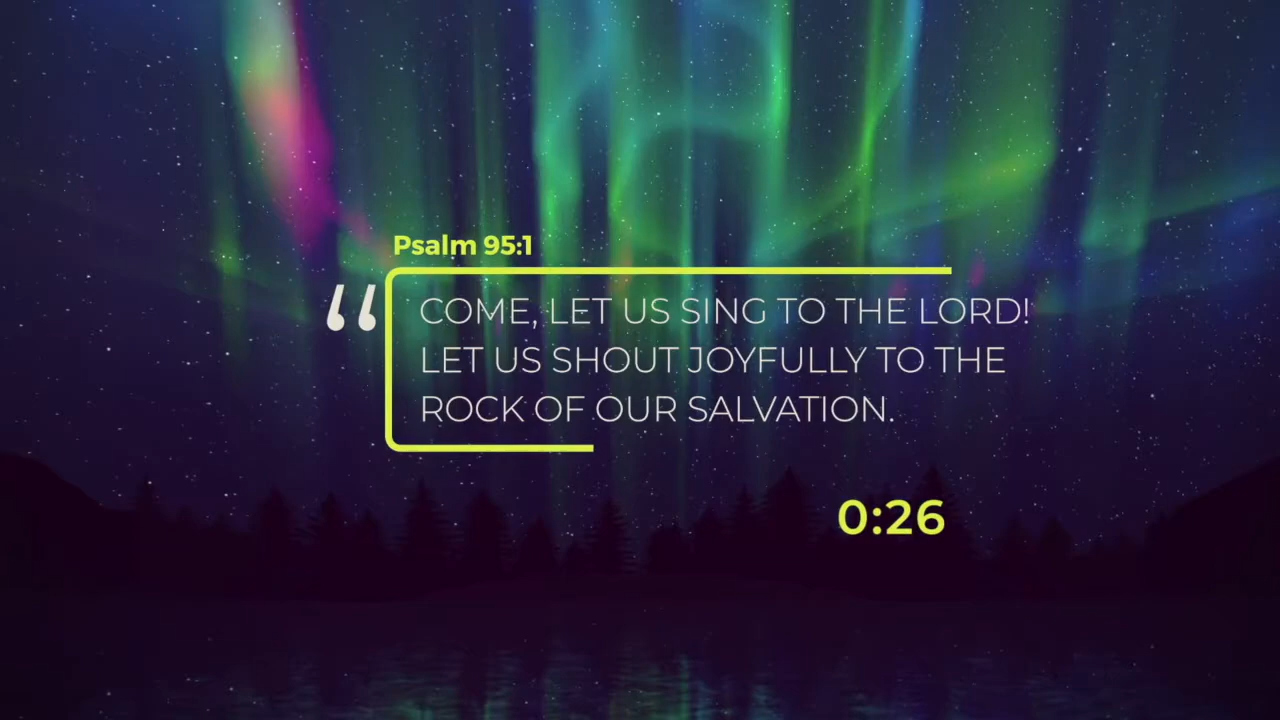 Psalm 95:1
“
COME, LET US SING TO THE LORD!
LET US SHOUT JOYFULLY TO THE
ROCK OF OUR SALVATION.
0:26